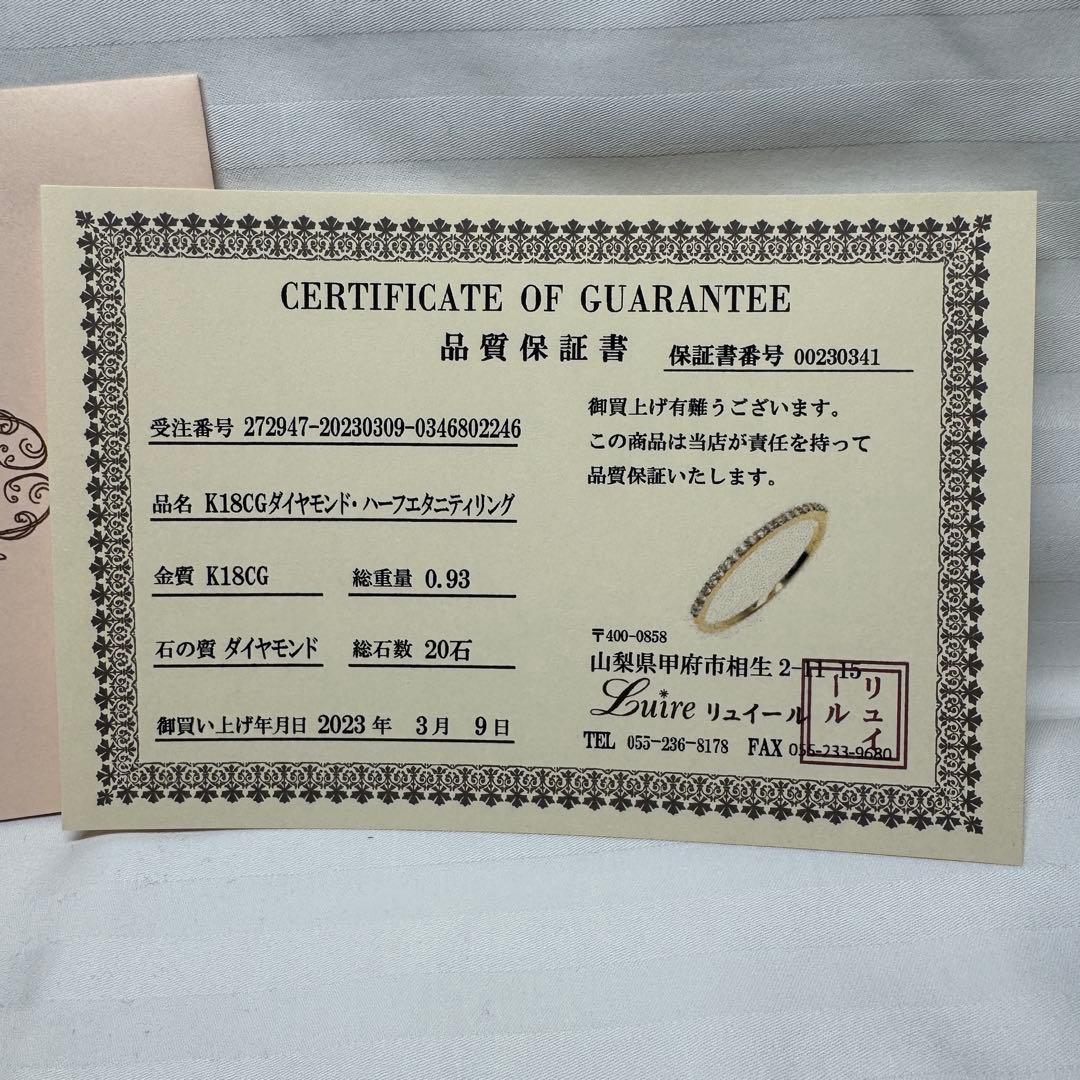 CERTIFICATE OF GUARANTEE
品質保証書
保証書番号 00230341
受注番号 272947-20230309-0346802246
品名 K18CGダイヤモンド・ハーフエタニティリング
金質 K18CG 総重量 0.93
石の質 ダイヤモンド 総石数 20石
御買い上げ年月日 2023年 3月 9日
御買上げ有難うございます。
この商品は当店が責任を持って
品質保証いたします。
〒400-0858
山梨県甲府市相生2-11-15
Luire リュイール
TEL 055-236-8178 FAX 055-233-9680
リュイ
ール